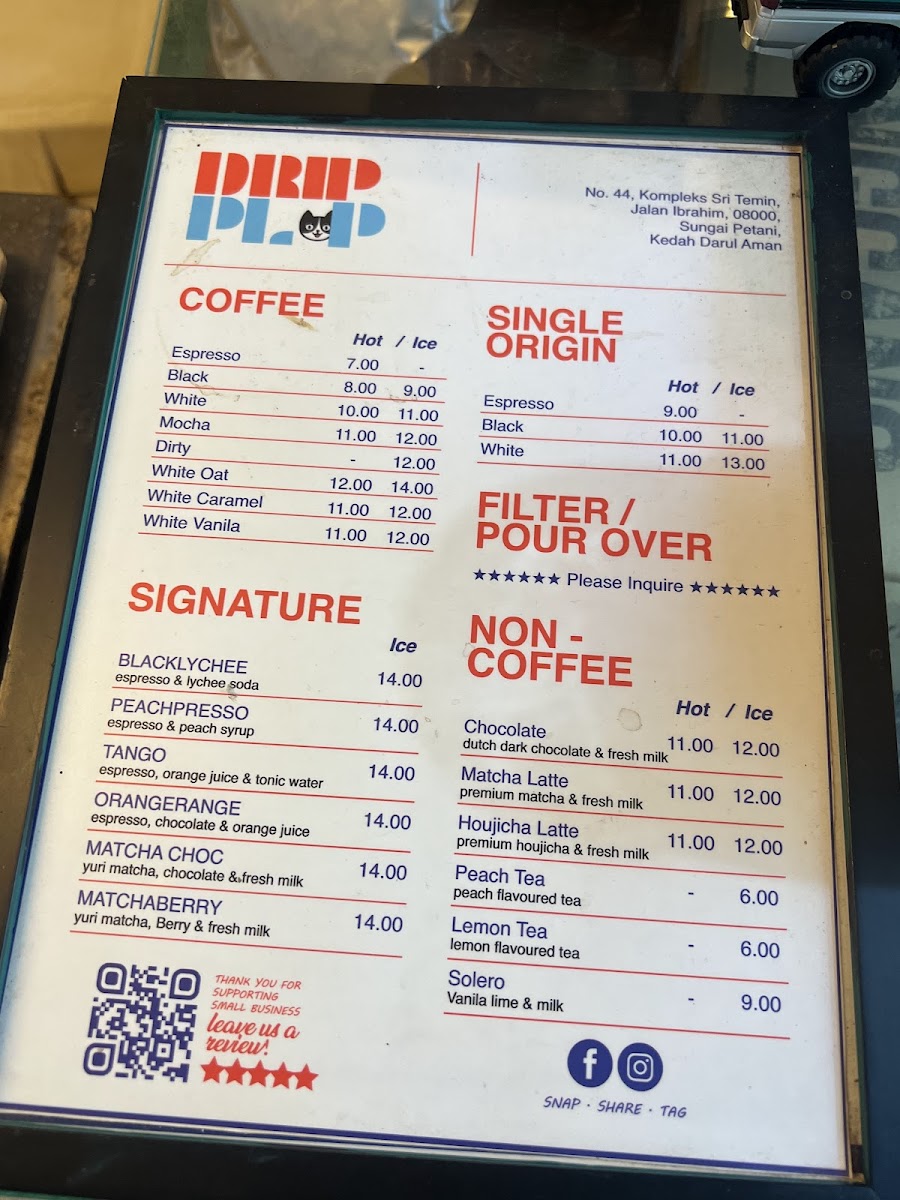 DRIP
PLOP
No. 44, Kompleks Sri Temin,
Jalan Ibrahim, 08000,
Sungai Petani,
Kedah Darul Aman
COFFEE
Hot / Ice
Espresso 7.00 -
Black 8.00 9.00
White 10.00 11.00
Mocha 11.00 12.00
Dirty - 12.00
White Oat 12.00 14.00
White Caramel 11.00 12.00
White Vanila 11.00 12.00
SIGNATURE
Ice
BLACKLYCHEE 14.00
espresso & lychee soda
PEACHPRESSO 14.00
espresso & peach syrup
TANGO 14.00
espresso, orange juice & tonic water
ORANGERANGE 14.00
espresso, chocolate & orange juice
MATCHA CHOC 14.00
yuri matcha, chocolate & fresh milk
MATCHABERRY 14.00
yuri matcha, Berry & fresh milk
THANK YOU FOR
SUPPORTING
SMALL BUSINESS
leave us a
review!
SINGLE
ORIGIN
Hot / Ice
Espresso 9.00 -
Black 10.00 11.00
White 11.00 13.00
FILTER /
POUR OVER
★★★★★★ Please Inquire ★★★★★★
NON -
COFFEE
Hot / Ice
Chocolate 11.00 12.00
dutch dark chocolate & fresh milk
Matcha Latte 11.00 12.00
premium matcha & fresh milk
Houjicha Latte 11.00 12.00
premium houjicha & fresh milk
Peach Tea - 6.00
peach flavoured tea
Lemon Tea - 6.00
lemon flavoured tea
Solero - 9.00
Vanila lime & milk
SNAP · SHARE · TAG